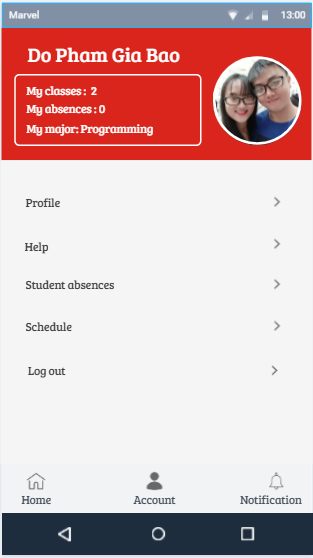 Marvel 13:00
Do Pham Gia Bao
My classes : 2
My absences : 0
My major: Programming
Profile
Help
Student absences
Schedule
Log out
Home Account Notification